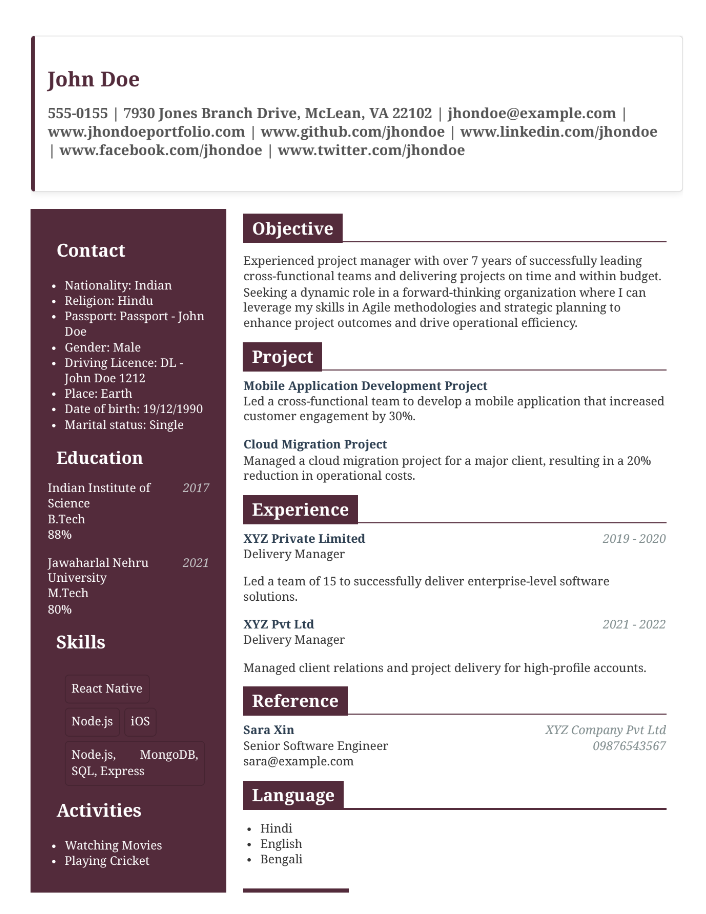 John Doe
555-0155 | 7930 Jones Branch Drive, McLean, VA 22102 | jhondoe@example.com |
www.jhondoeportfolio.com | www.github.com/jhondoe | www.linkedin.com/jhondoe
| www.facebook.com/jhondoe | www.twitter.com/jhondoe
Contact
• Nationality: Indian
• Religion: Hindu
• Passport: Passport - John
Doe
• Gender: Male
• Driving Licence: DL -
John Doe 1212
• Place: Earth
• Date of birth: 19/12/1990
• Marital status: Single
Education
Indian Institute of 2017
Science
B.Tech
88%
Jawaharlal Nehru 2021
University
M.Tech
80%
Skills
React Native
Node.js iOS
Node.js, MongoDB,
SQL, Express
Activities
• Watching Movies
• Playing Cricket
Objective
Experienced project manager with over 7 years of successfully leading
cross-functional teams and delivering projects on time and within budget.
Seeking a dynamic role in a forward-thinking organization where I can
leverage my skills in Agile methodologies and strategic planning to
enhance project outcomes and drive operational efficiency.
Project
Mobile Application Development Project
Led a cross-functional team to develop a mobile application that increased
customer engagement by 30%.
Cloud Migration Project
Managed a cloud migration project for a major client, resulting in a 20%
reduction in operational costs.
Experience
XYZ Private Limited 2019 - 2020
Delivery Manager
Led a team of 15 to successfully deliver enterprise-level software
solutions.
XYZ Pvt Ltd 2021 - 2022
Delivery Manager
Managed client relations and project delivery for high-profile accounts.
Reference
Sara Xin XYZ Company Pvt Ltd
Senior Software Engineer 09876543567
sara@example.com
Language
• Hindi
• English
• Bengali